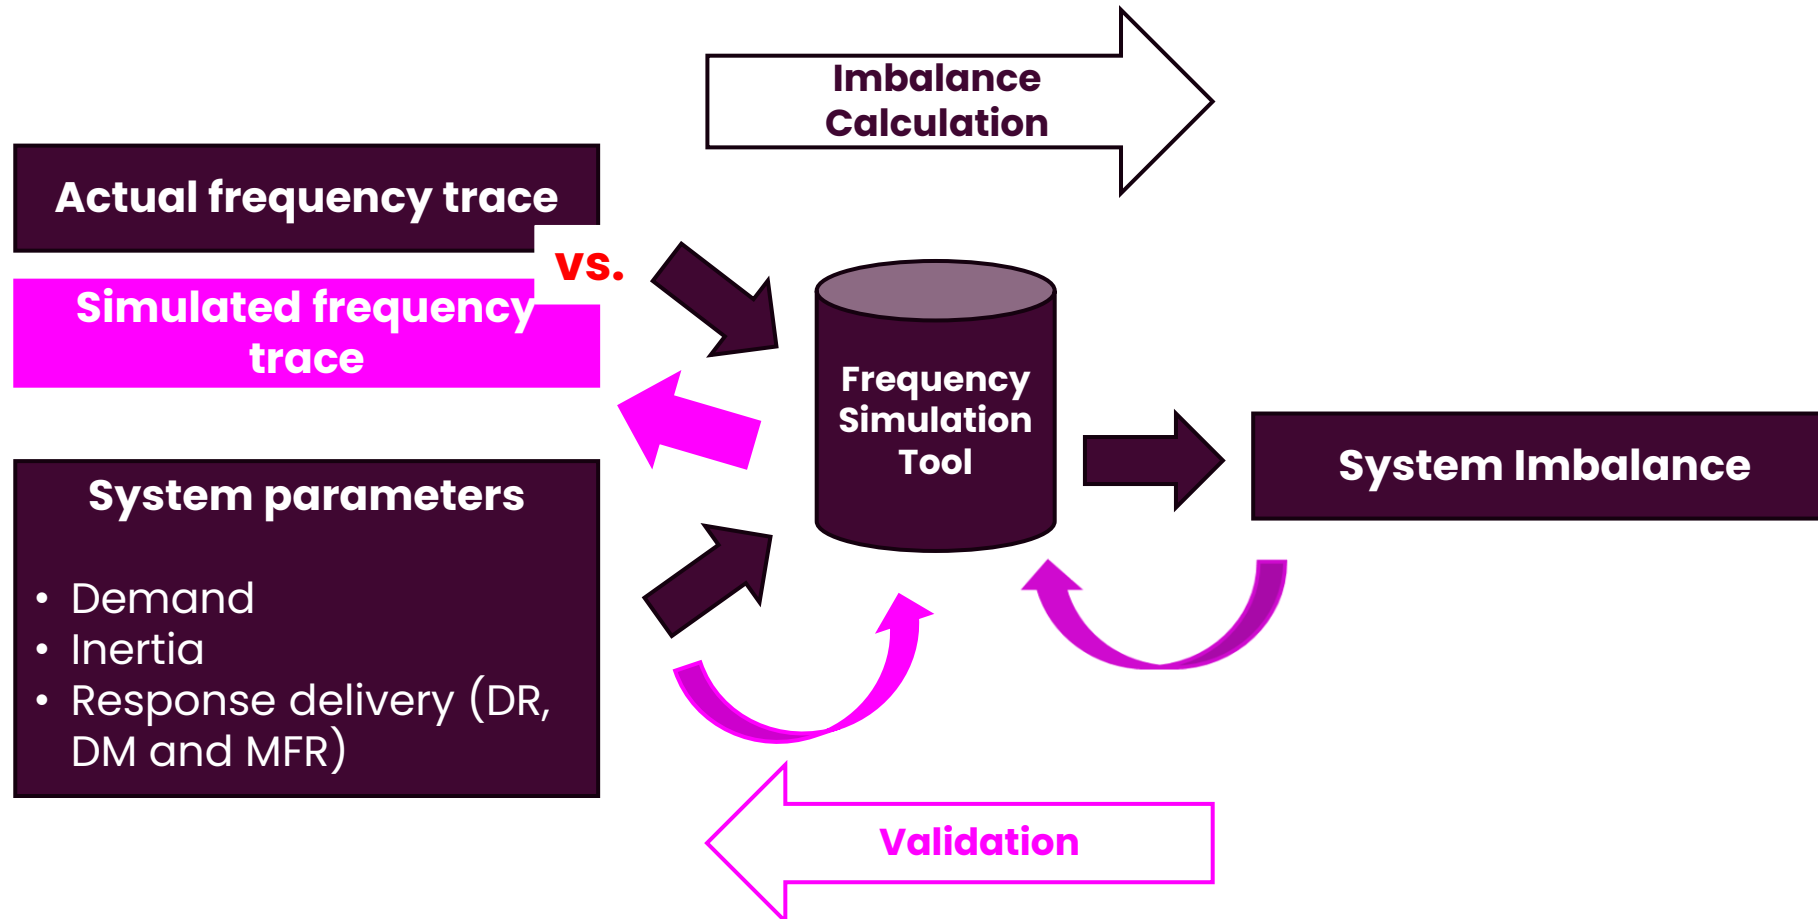 Imbalance
Calculation
Actual frequency trace
vs.
Simulated frequency
trace
Frequency
Simulation
Tool
System Imbalance
System parameters
• Demand
• Inertia
• Response delivery (DR,
DM and MFR)
Validation